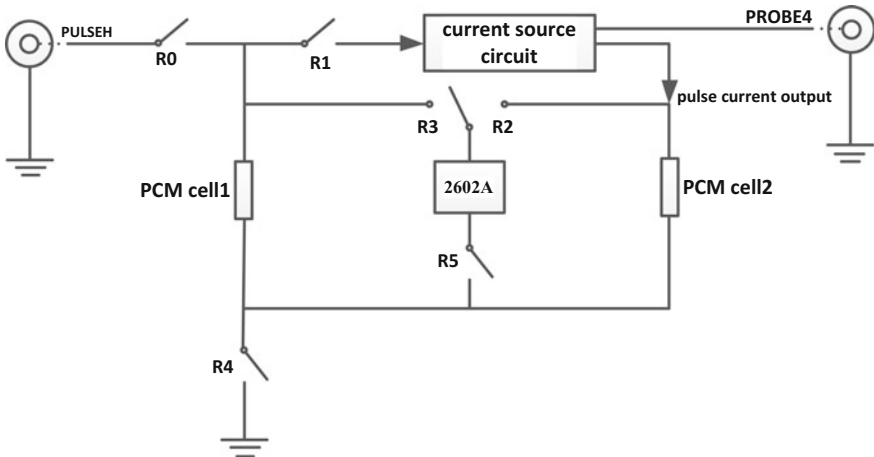 PULSEH
R0
R1
current source
circuit
PROBE4
pulse current output
R3
R2
PCM cell1
2602A
PCM cell2
R5
R4